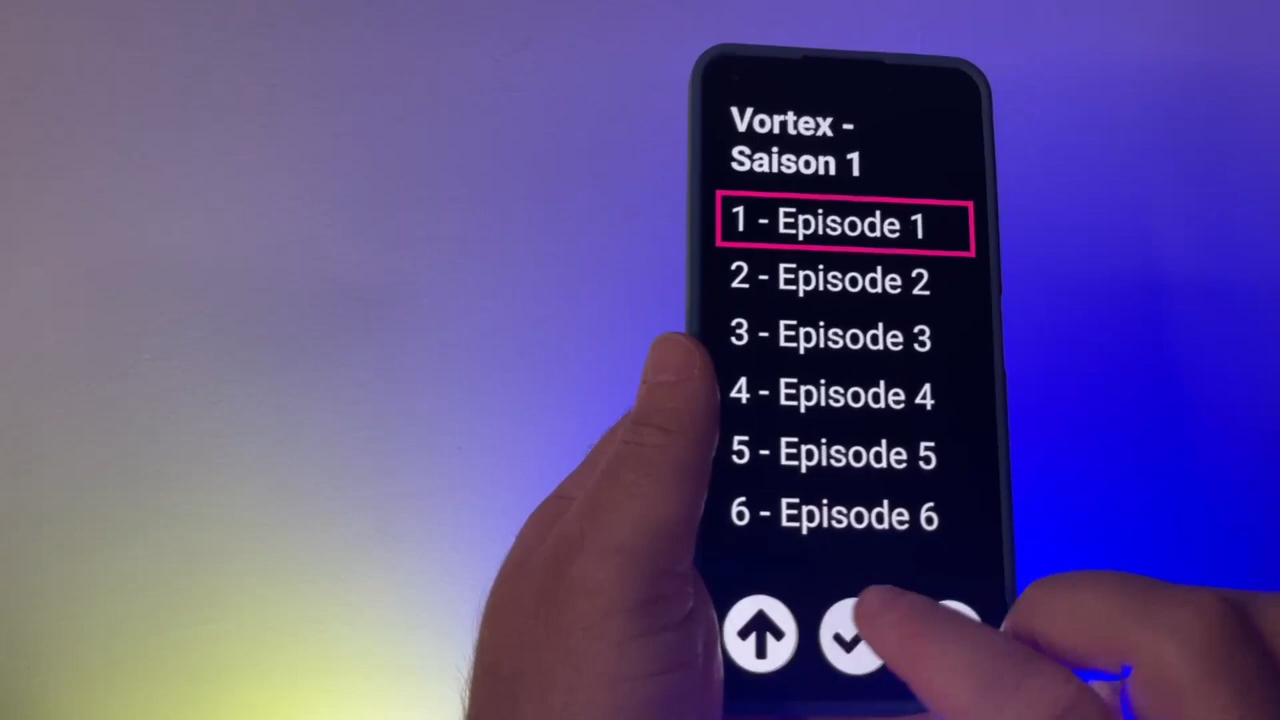 Vortex -
Saison 1
1 - Episode 1
2 - Episode 2
3 - Episode 3
4 - Episode 4
5 - Episode 5
6 - Episode 6